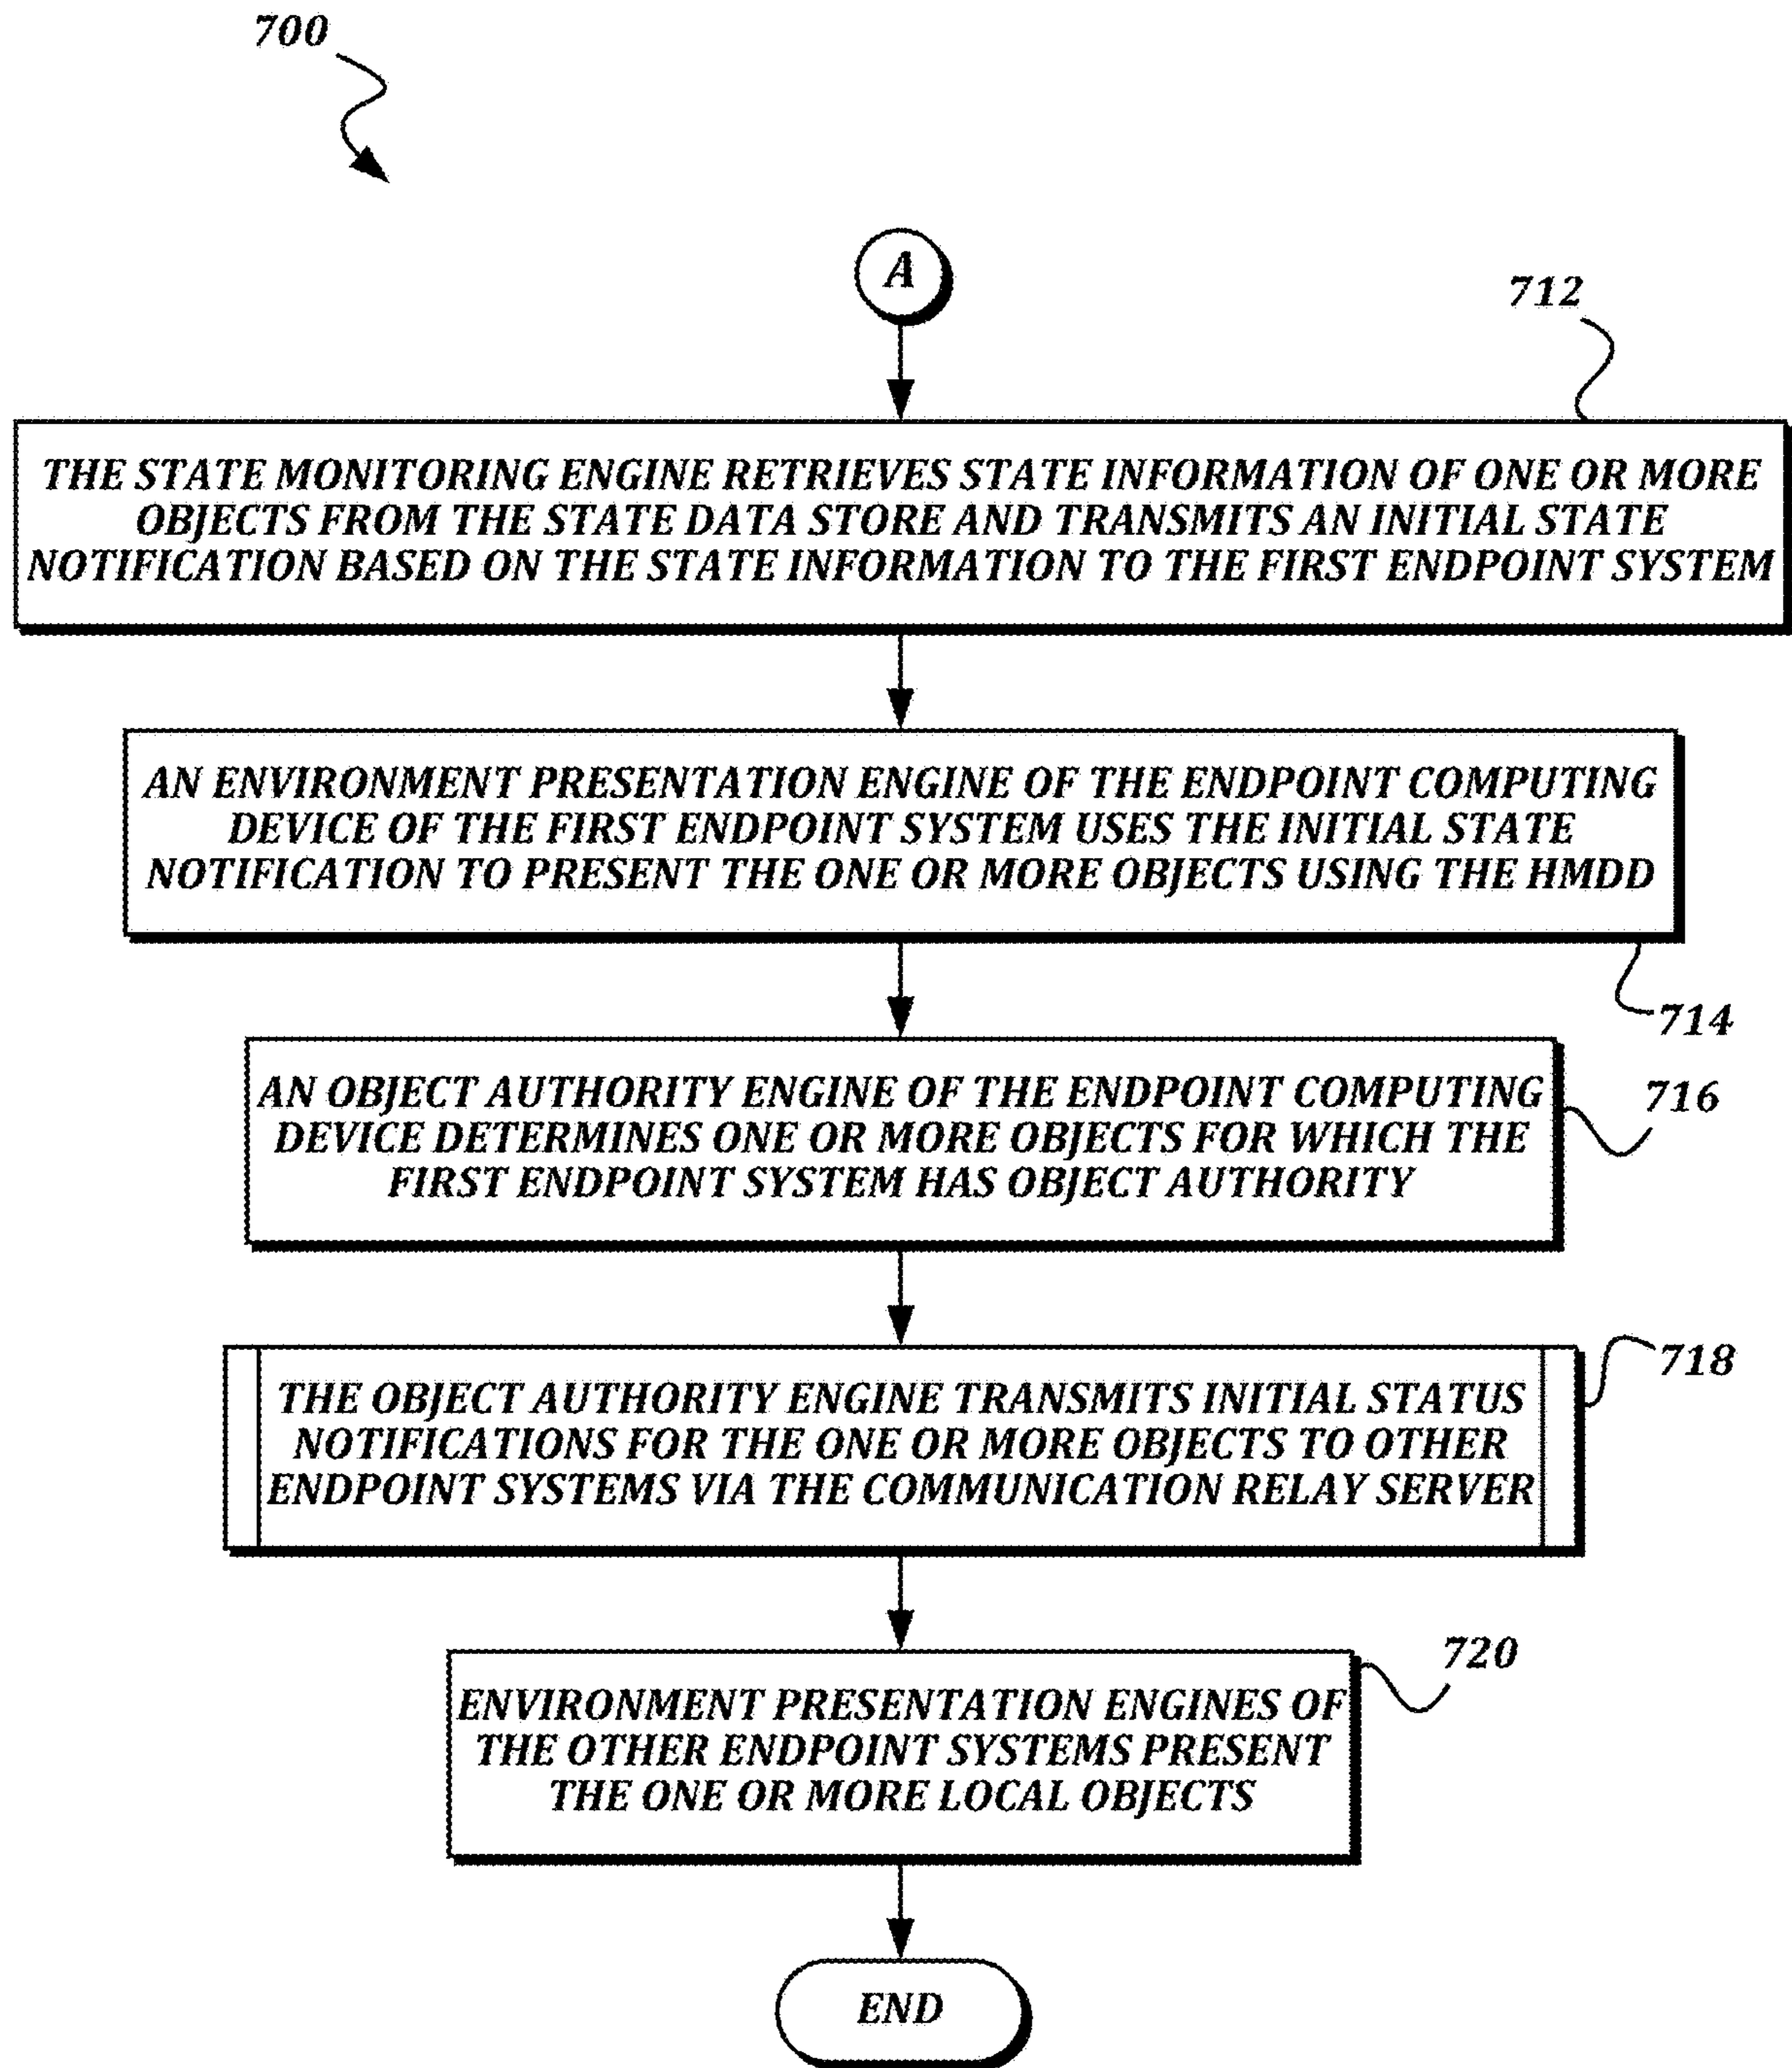 700
A
712
THE STATE MONITORING ENGINE RETRIEVES STATE INFORMATION OF ONE OR MORE
OBJECTS FROM THE STATE DATA STORE AND TRANSMITS AN INITIAL STATE
NOTIFICATION BASED ON THE STATE INFORMATION TO THE FIRST ENDPOINT SYSTEM
AN ENVIRONMENT PRESENTATION ENGINE OF THE ENDPOINT COMPUTING
DEVICE OF THE FIRST ENDPOINT SYSTEM USES THE INITIAL STATE
NOTIFICATION TO PRESENT THE ONE OR MORE OBJECTS USING THE HMDD
714
AN OBJECT AUTHORITY ENGINE OF THE ENDPOINT COMPUTING
DEVICE DETERMINES ONE OR MORE OBJECTS FOR WHICH THE
FIRST ENDPOINT SYSTEM HAS OBJECT AUTHORITY
716
THE OBJECT AUTHORITY ENGINE TRANSMITS INITIAL STATUS
NOTIFICATIONS FOR THE ONE OR MORE OBJECTS TO OTHER
ENDPOINT SYSTEMS VIA THE COMMUNICATION RELAY SERVER
718
ENVIRONMENT PRESENTATION ENGINES OF
THE OTHER ENDPOINT SYSTEMS PRESENT
THE ONE OR MORE LOCAL OBJECTS
720
END